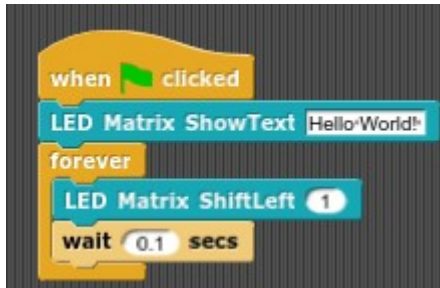 when clicked
LED Matrix ShowText Hello World!
forever
LED Matrix ShiftLeft 1
wait 0.1 secs